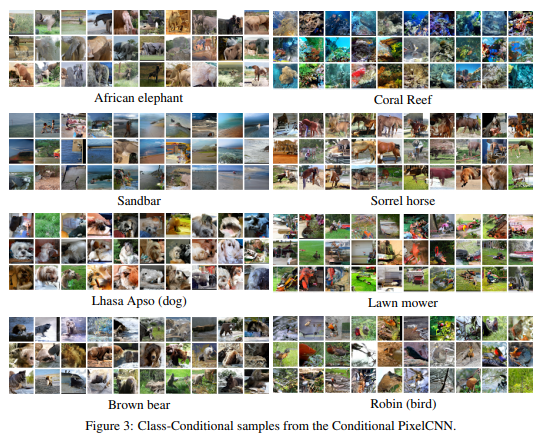 African elephant
Coral Reef
Sandbar
Sorrel horse
Lhasa Apso (dog)
Lawn mower
Brown bear
Robin (bird)
Figure 3: Class-Conditional samples from the Conditional PixelCNN.